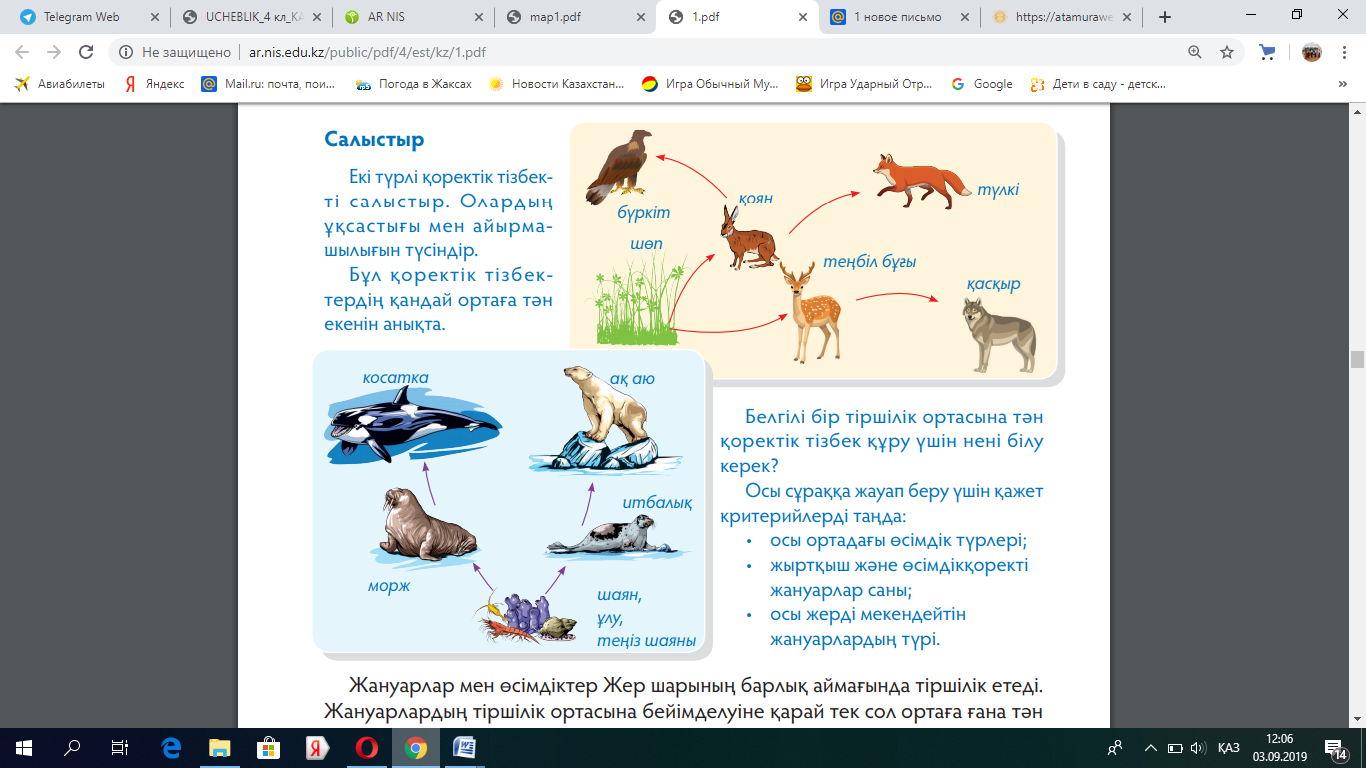 Telegram Web
UCHEBLIK_4 кл_КА
AR NIS
map1.pdf
1.pdf
1 новое письмо
https://atamurawe
Не защищено
ar.nis.edu.kz/public/pdf/4/est/kz/1.pdf
Авиабилеты
Яндекс
Mail.ru: почта, пои...
Погода в Жаксах
Новости Казахстан...
Игра Обычный Му...
Игра Ударный Отр...
Google
Дети в саду - детск...
Салыстыр
Екі түрлі қоректік тізбек-
ті салыстыр. Олардың
ұқсастығы мен айырма-
шылығын түсіндір.
Бұл қоректік тізбек-
тердің қандай ортаға тән
екенін анықта.
бүркіт
қоян
түлкі
шөп
теңбіл бұғы
қасқыр
косатка
ақ аю
итбалық
морж
шаян,
ұлу,
теңіз шаяны
Белгілі бір тіршілік ортасына тән
қоректік тізбек құру үшін нені білу
керек?
Осы сұраққа жауап беру үшін қажет
критерийлерді таңда:
• осы ортадағы өсімдік түрлері;
• жыртқыш және өсімдікқоректі
жануарлар саны;
• осы жерді мекендейтін
жануарлардың түрі.
Жануарлар мен өсімдіктер Жер шарының барлық аймағында тіршілік етеді.
Жануарлардың тіршілік ортасына бейімделуіне қарай тек сол ортаға ғана тән
ҚАЗ
12:06
03.09.2019
14